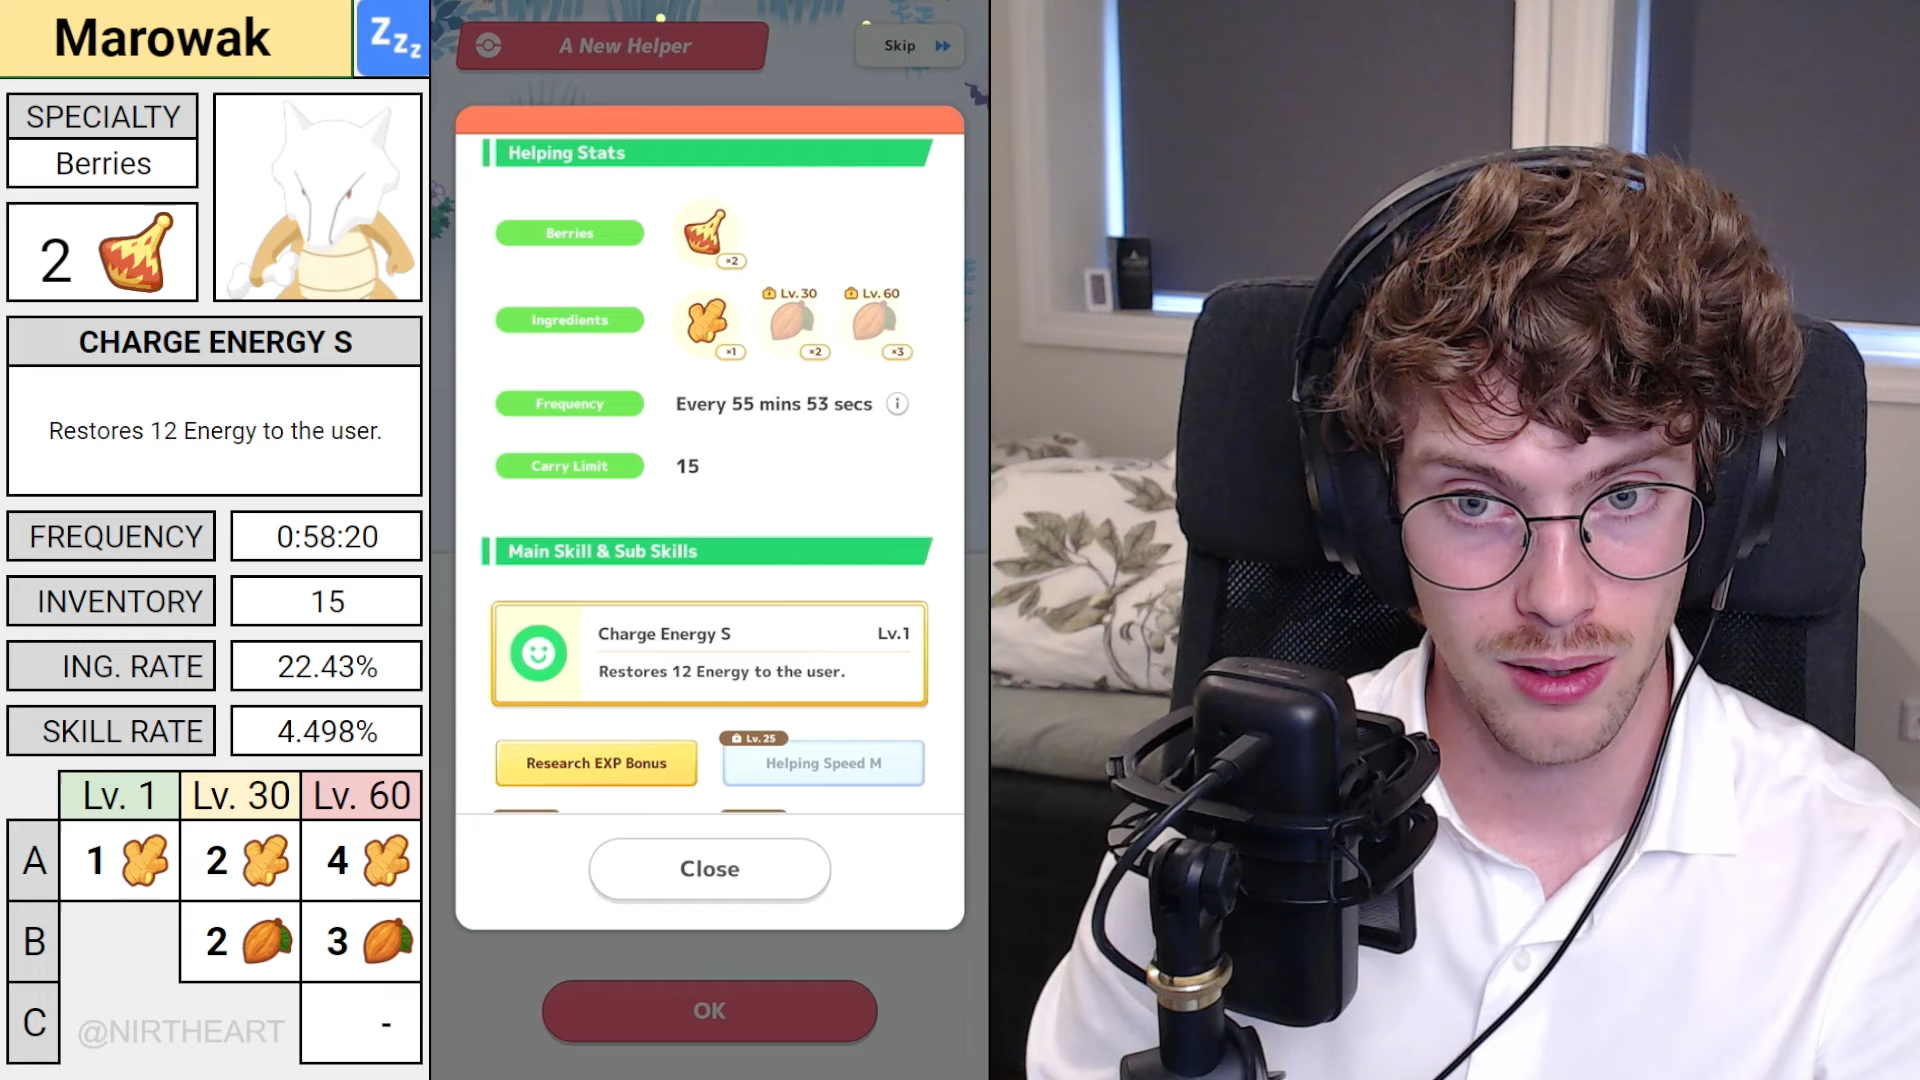 Marowak
Zzz
SPECIALTY
Berries
2
CHARGE ENERGY S
Restores 12 Energy to the user.
FREQUENCY
0:58:20
INVENTORY
15
ING. RATE
22.43%
SKILL RATE
4.498%
Lv. 1 Lv. 30 Lv. 60
A 1 2 4
B 2 3
C -
@NIRTHEART
A New Helper
Skip
Helping Stats
Berries
×2
Lv.30 Lv.60
Ingredients
×1 ×2 ×3
Frequency
Every 55 mins 53 secs
Carry Limit
15
Main Skill & Sub Skills
Charge Energy S Lv.1
Restores 12 Energy to the user.
Lv.25
Research EXP Bonus
Helping Speed M
Close
OK